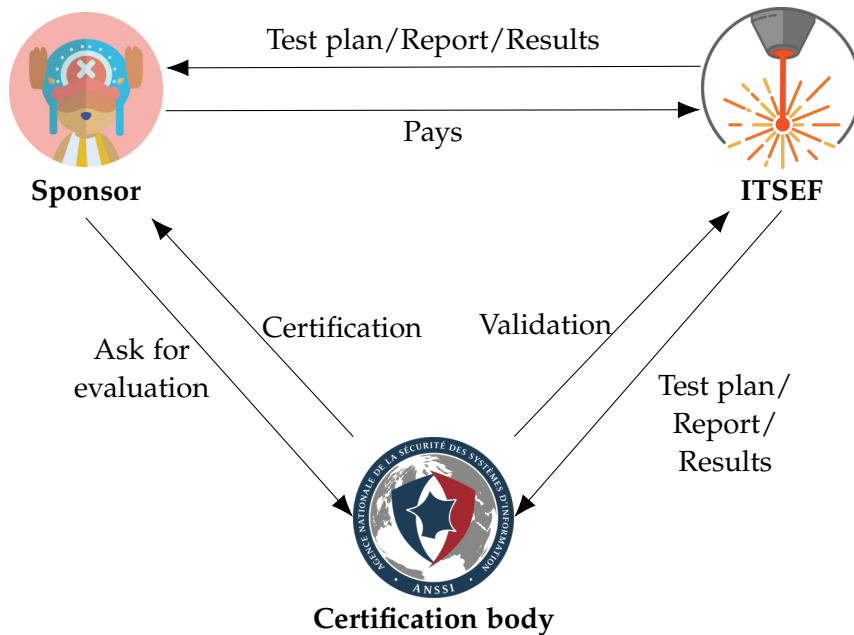 Test plan/Report/Results
Pays
Sponsor
ITSEF
Certification
Validation
Ask for
evaluation
Test plan/
Report/
Results
AGENCE NATIONALE DE LA SÉCURITÉ DES SYSTÈMES D'INFORMATION
• ANSSI •
Certification body